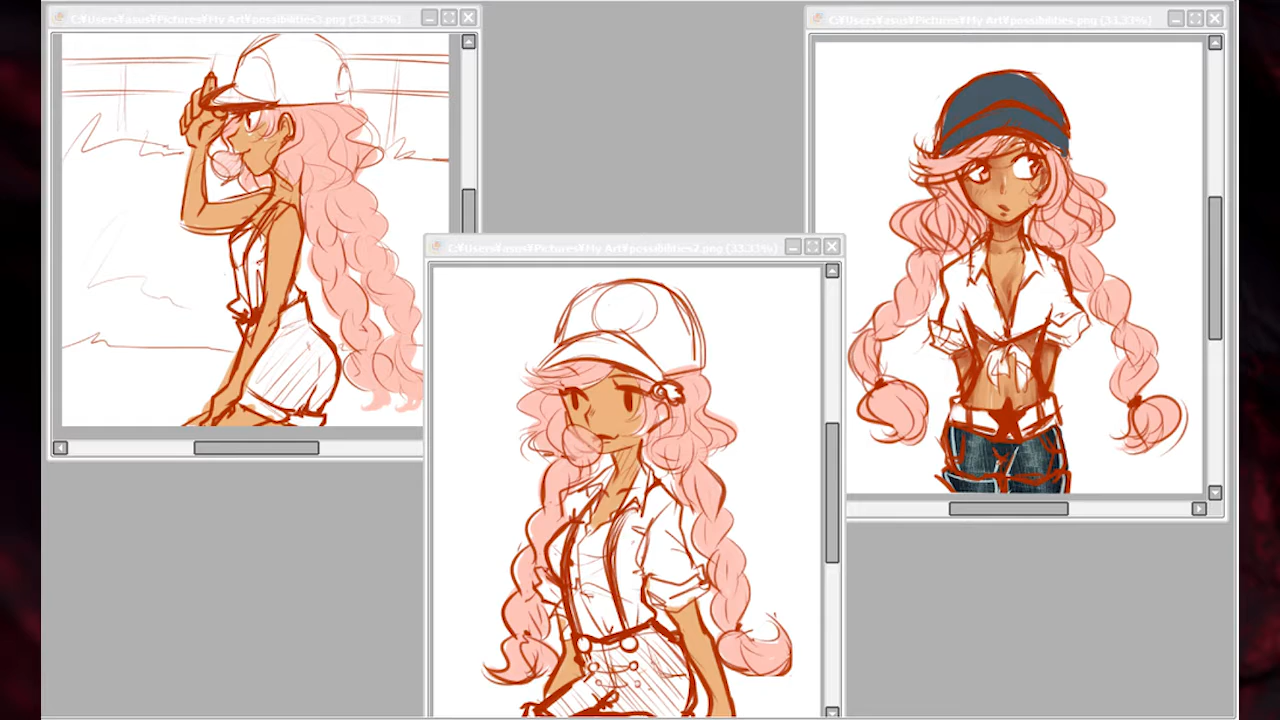 C:¥Users¥asus¥Pictures¥My Art¥possibilities3.png (33.33%)
C:¥Users¥asus¥Pictures¥My Art¥possibilities.png (33.33%)
C:¥Users¥asus¥Pictures¥My Art¥possibilities2.png (33.33%)